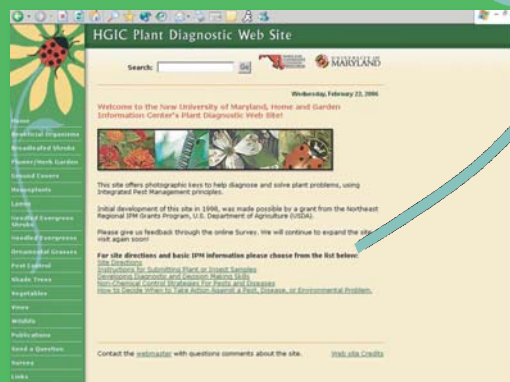 HGIC Plant Diagnostic Web Site
Search:
Go
UNIVERSITY OF
MARYLAND
Wednesday, February 22, 2006
Welcome to the New University of Maryland, Home and Garden
Information Center's Plant Diagnostic Web Site!
Home
Beneficial Organisms
Broadleafed Shrubs
Flower/Herb Garden
Ground Covers
Houseplants
Lawns
Needled Evergreen
Shrubs
Needled Evergreens
Ornamental Grasses
Pest Control
Shade Trees
Vegetables
Vines
Wildlife
Publications
Send a Question
Survey
Links
This site offers photographic keys to help diagnose and solve plant problems, using
Integrated Pest Management principles.
Initial development of this site in 1998, was made possible by a grant from the Northeast
Regional IPM Grants Program, U.S. Department of Agriculture (USDA).
Please give us feedback through the online Survey. We will continue to expand the site
visit again soon!
For site directions and basic IPM information please choose from the list below:
Site Directions
Instructions for Submitting Plant or Insect Samples
Developing Diagnostic and Decision Making Skills
Non-Chemical Control Strategies For Pests and Diseases
How to Decide When to Take Action Against a Pest, Disease, or Environmental Problem.
Contact the webmaster with questions comments about the site.
Web site Credits